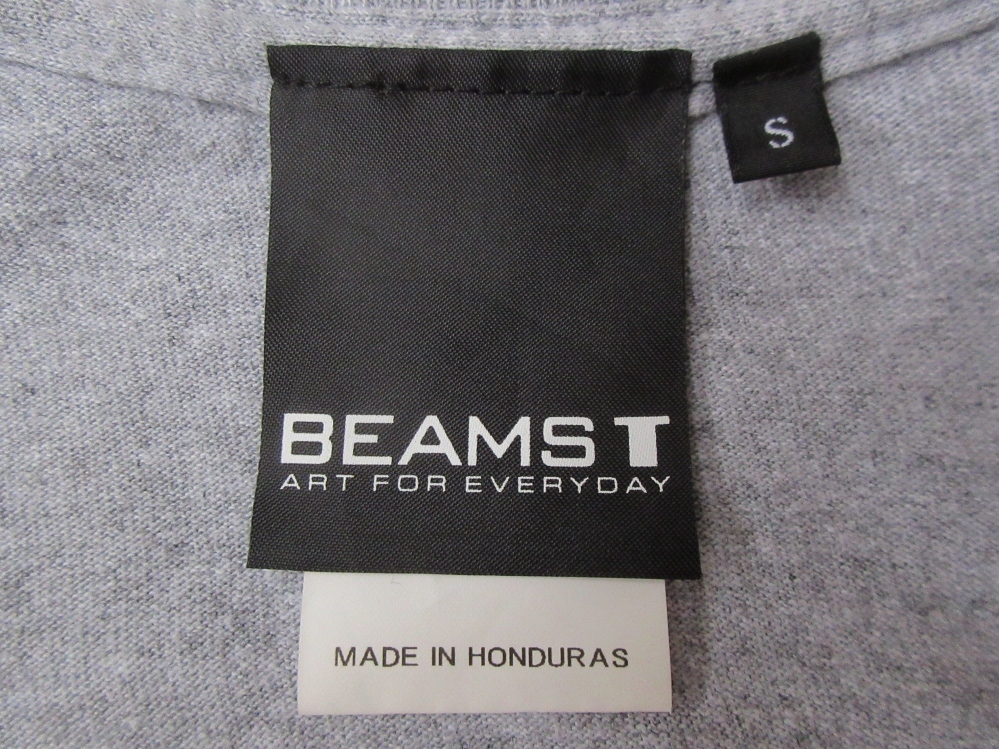 S
BEAMS T
ART FOR EVERYDAY
MADE IN HONDURAS